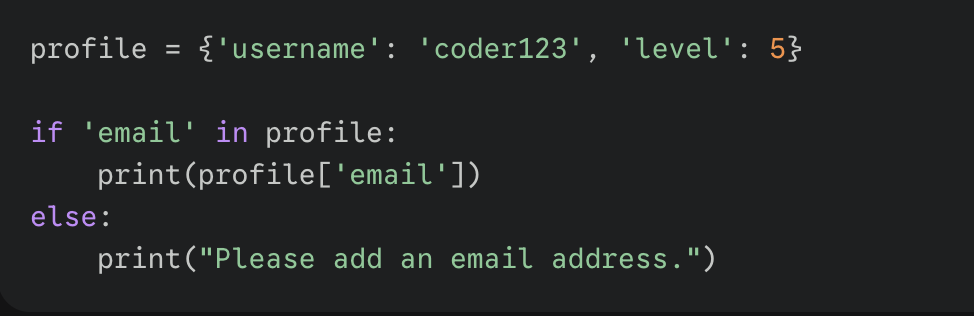 profile = {'username': 'coder123', 'level': 5}
if 'email' in profile:
    print(profile['email'])
else:
    print("Please add an email address.")